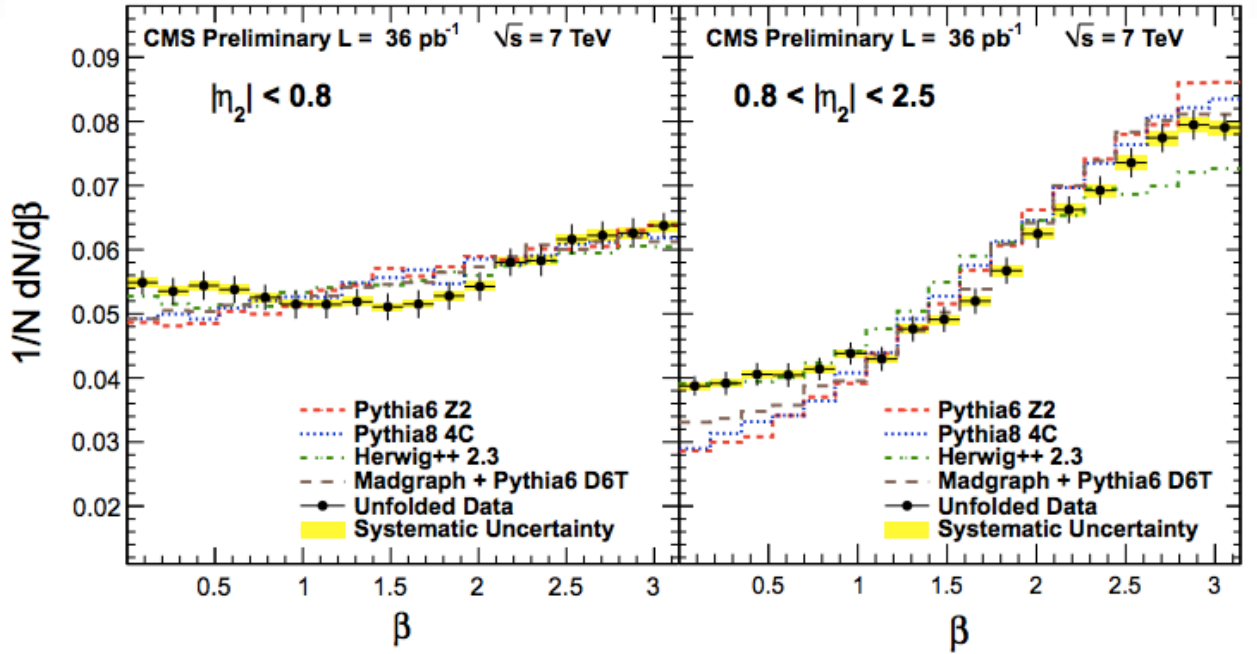 CMS Preliminary L = 36 pb⁻¹ √s = 7 TeV
|η₂| < 0.8
1/N dN/dβ
0.09
0.08
0.07
0.06
0.05
0.04
0.03
0.02
Pythia6 Z2
Pythia8 4C
Herwig++ 2.3
Madgraph + Pythia6 D6T
Unfolded Data
Systematic Uncertainty
0.5 1 1.5 2 2.5 3
β
CMS Preliminary L = 36 pb⁻¹ √s = 7 TeV
0.8 < |η₂| < 2.5
Pythia6 Z2
Pythia8 4C
Herwig++ 2.3
Madgraph + Pythia6 D6T
Unfolded Data
Systematic Uncertainty
0.5 1 1.5 2 2.5 3
β